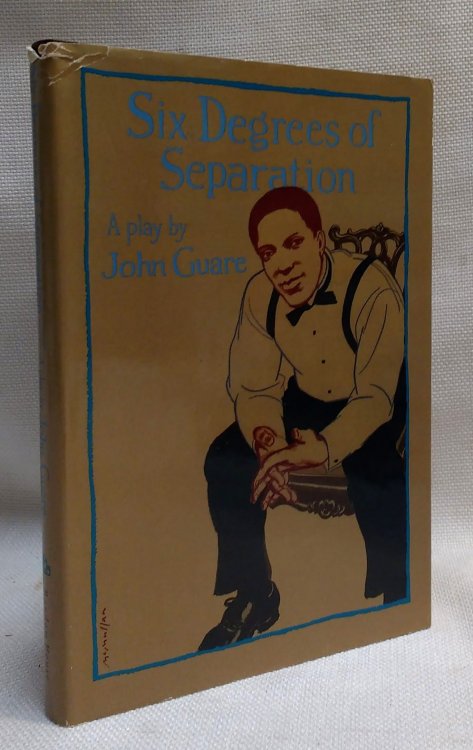 Six Degrees of
Separation
A play by
John Guare